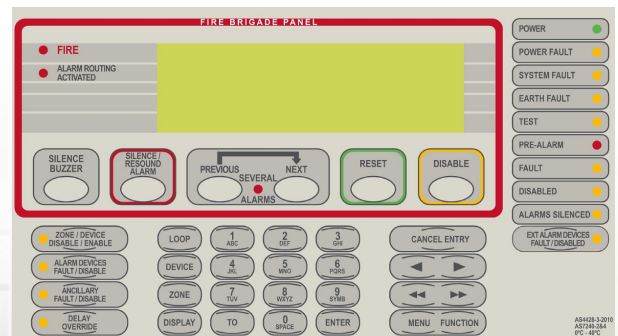 FIRE BRIGADE PANEL
FIRE
ALARM ROUTING
ACTIVATED
SILENCE
BUZZER
SILENCE /
RESOUND
ALARM
PREVIOUS
NEXT
SEVERAL
ALARMS
RESET
DISABLE
POWER
POWER FAULT
SYSTEM FAULT
EARTH FAULT
TEST
PRE-ALARM
FAULT
DISABLED
ALARMS SILENCED
EXT ALARM DEVICES
FAULT / DISABLED
ZONE / DEVICE
DISABLE / ENABLE
ALARM DEVICES
FAULT / DISABLE
ANCILLARY
FAULT / DISABLE
DELAY
OVERRIDE
LOOP
1
ABC
2
DEF
3
GHI
DEVICE
4
JKL
5
MNO
6
PQRS
ZONE
7
TUV
8
WXYZ
9
SYMB
DISPLAY
TO
0
SPACE
ENTER
CANCEL ENTRY
MENU FUNCTION
AS4428-3-2010
AS7240-2&4
0ºC - 40ºC